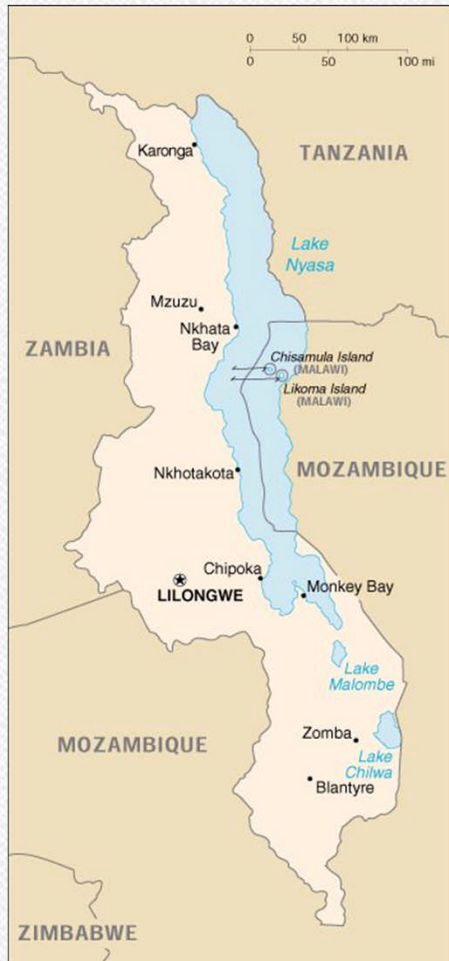 0 50 100 km
0 50 100 mi
Karonga
TANZANIA
Lake
Nyasa
Mzuzu
Nkhata
Bay
ZAMBIA
Chisamula Island
(MALAWI)
Likoma Island
(MALAWI)
MOZAMBIQUE
Nkhotakota
Chipoka
LILONGWE
Monkey Bay
Lake
Malombe
MOZAMBIQUE
Zomba
Lake
Chilwa
Blantyre
ZIMBABWE